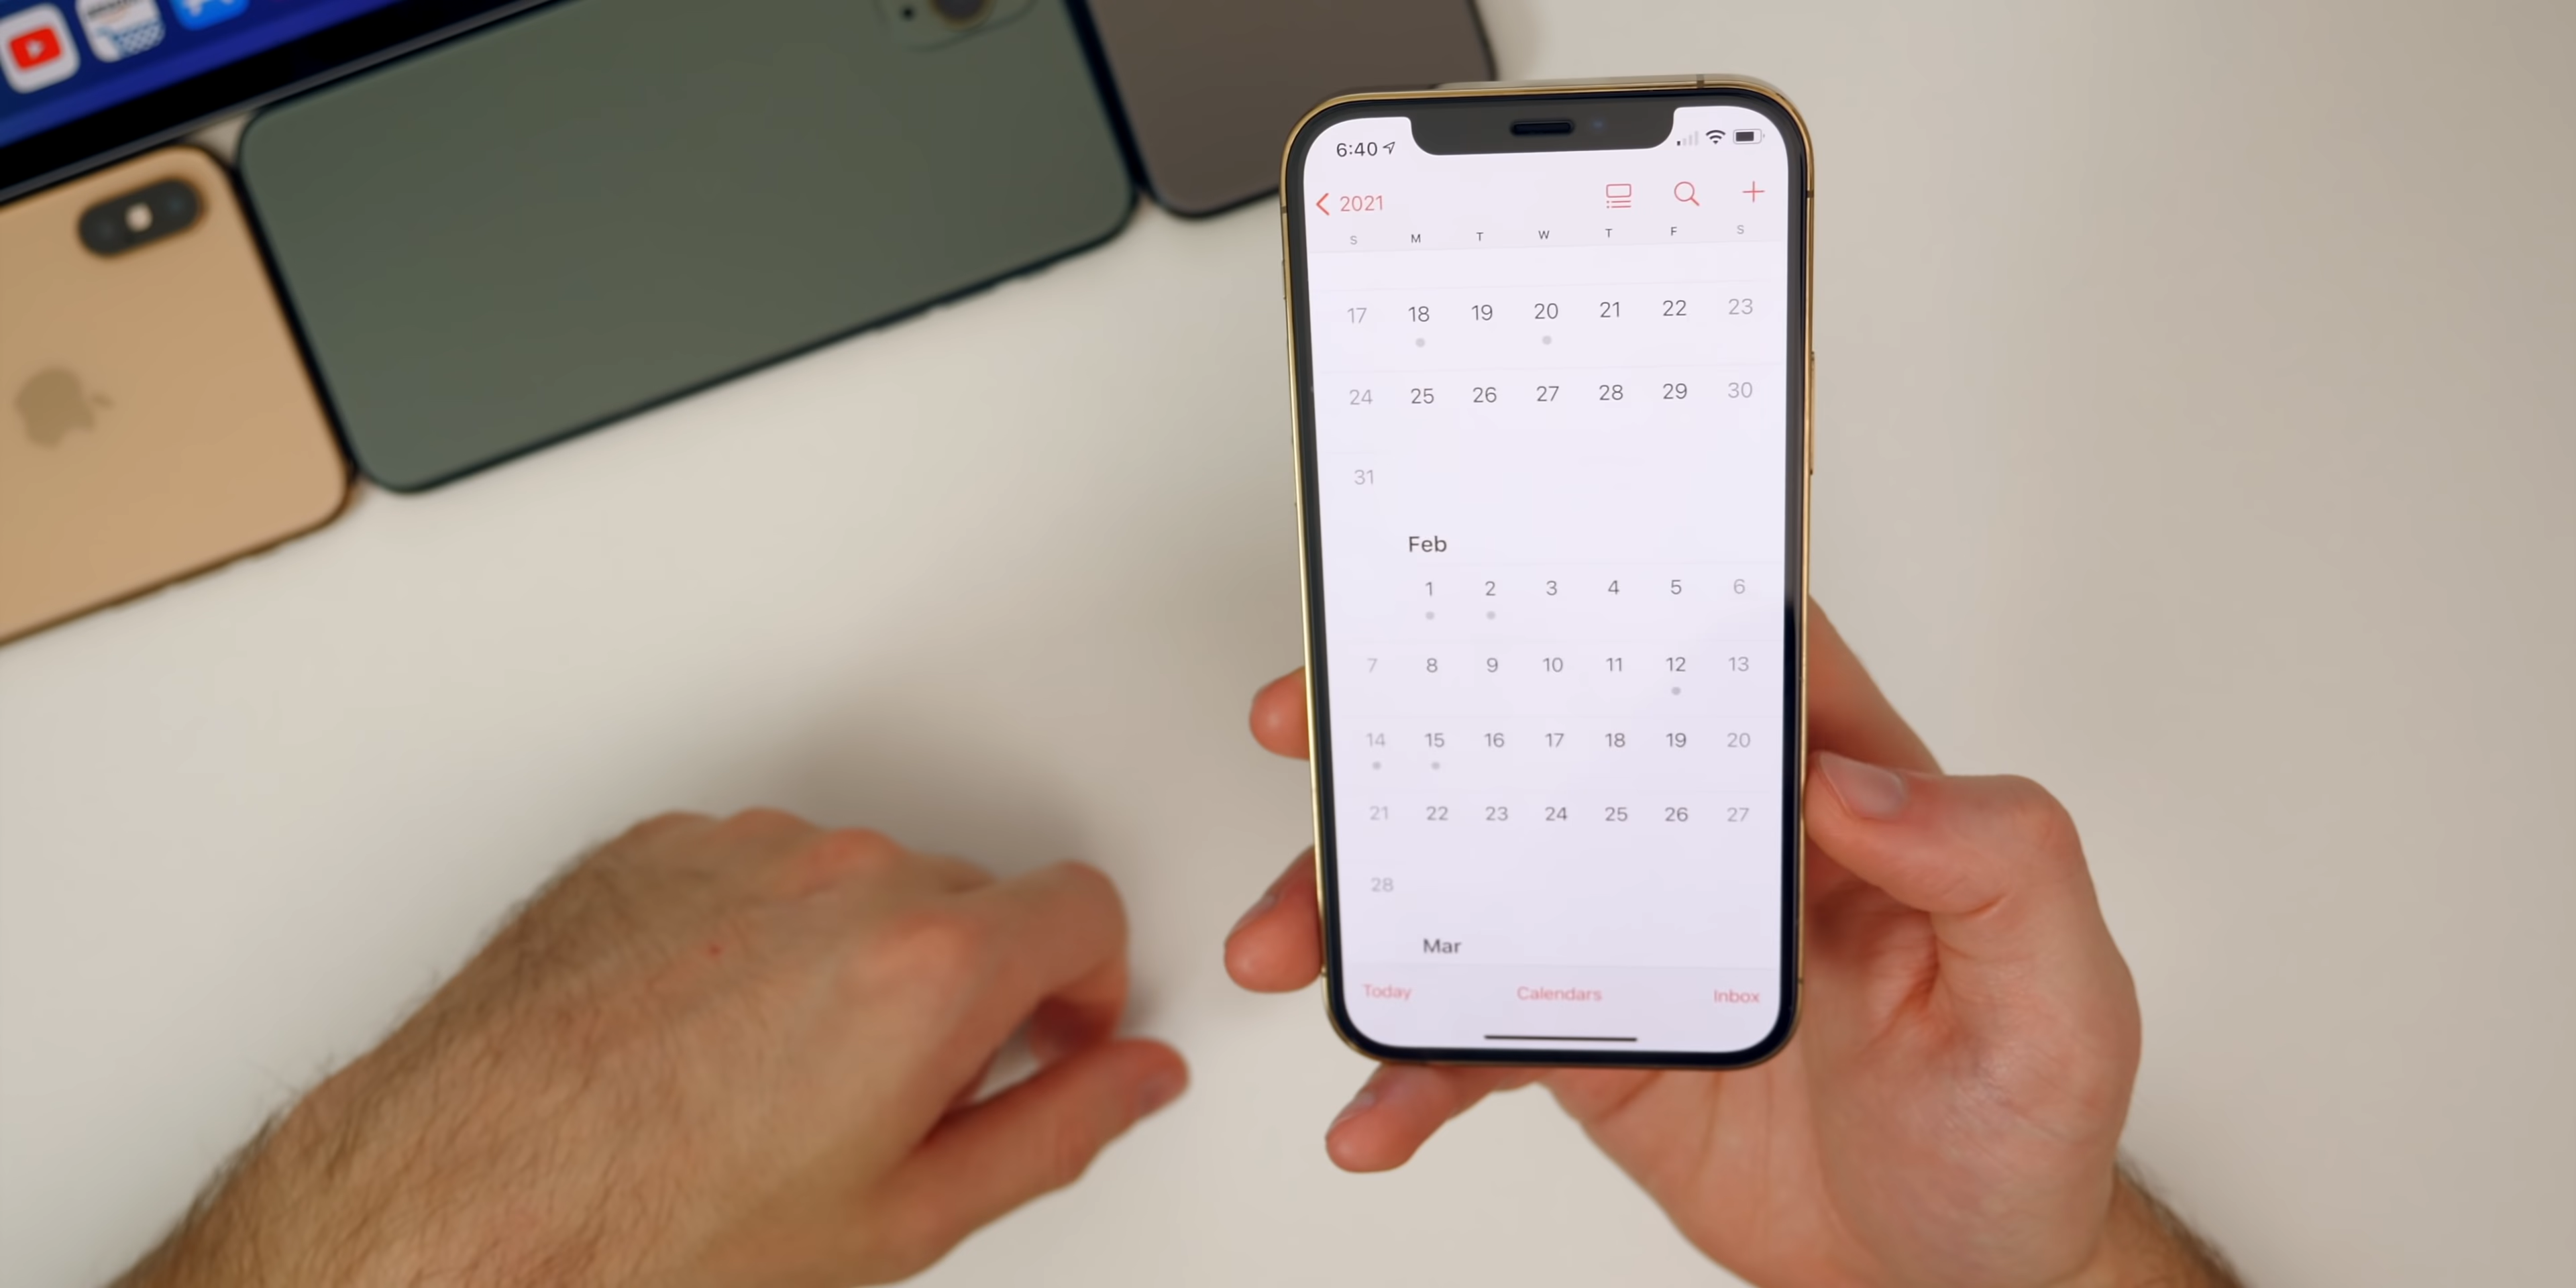 6:40
2021
S M T W T F S
17 18 19 20 21 22 23
24 25 26 27 28 29 30
31
Feb
1 2 3 4 5 6
7 8 9 10 11 12 13
14 15 16 17 18 19 20
21 22 23 24 25 26 27
28
Mar
Today Calendars Inbox